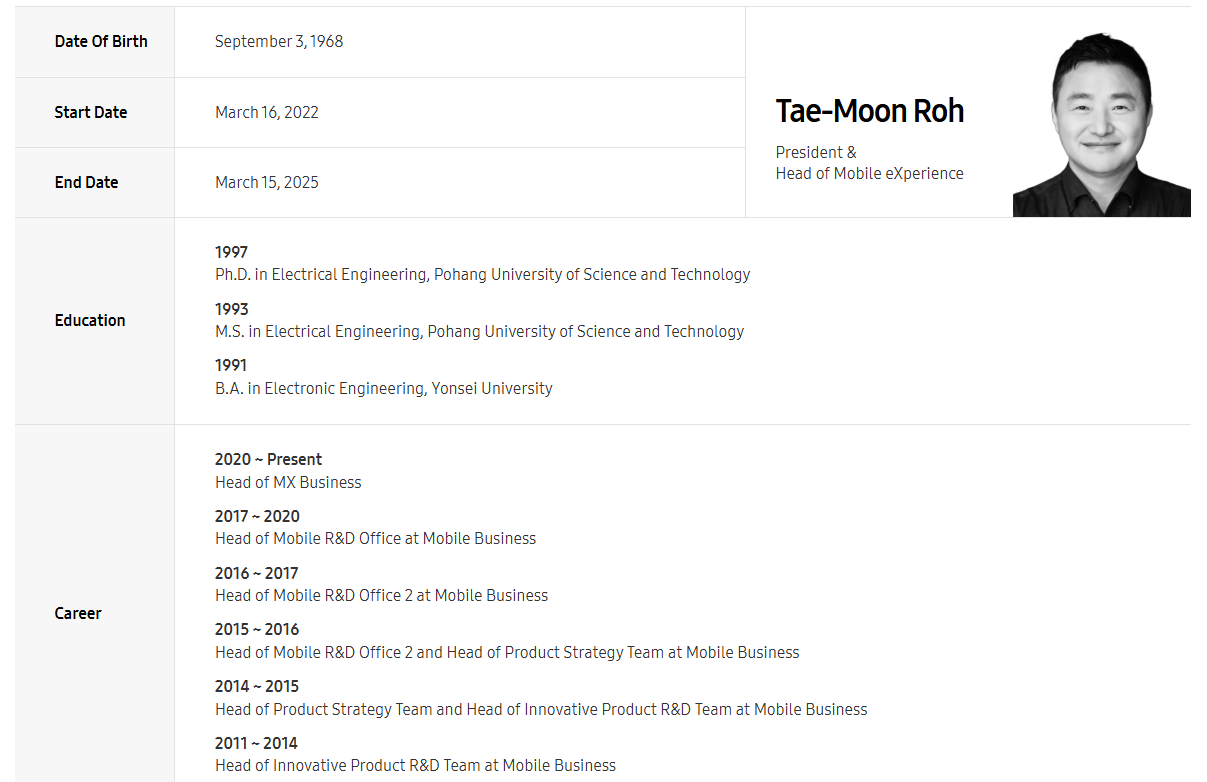 Date Of Birth
September 3, 1968
Start Date
March 16, 2022
End Date
March 15, 2025
Tae-Moon Roh
President &
Head of Mobile eXperience
Education
1997
Ph.D. in Electrical Engineering, Pohang University of Science and Technology
1993
M.S. in Electrical Engineering, Pohang University of Science and Technology
1991
B.A. in Electronic Engineering, Yonsei University
Career
2020 ~ Present
Head of MX Business
2017 ~ 2020
Head of Mobile R&D Office at Mobile Business
2016 ~ 2017
Head of Mobile R&D Office 2 at Mobile Business
2015 ~ 2016
Head of Mobile R&D Office 2 and Head of Product Strategy Team at Mobile Business
2014 ~ 2015
Head of Product Strategy Team and Head of Innovative Product R&D Team at Mobile Business
2011 ~ 2014
Head of Innovative Product R&D Team at Mobile Business